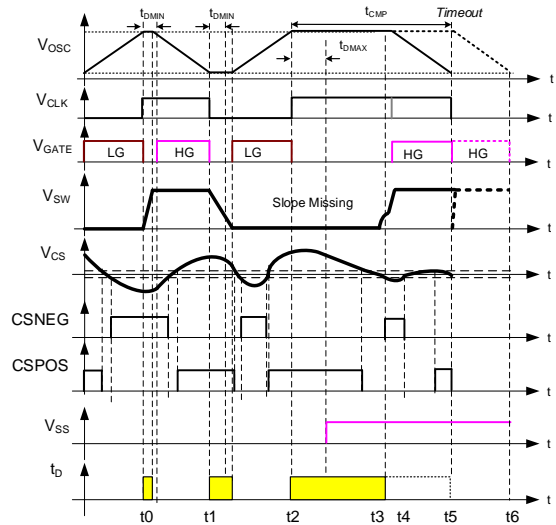 tDMIN tDMIN tCMP Timeout
VOSC tDMAX t
VCLK t
VGATE LG HG LG HG HG t
VSW Slope Missing t
VCS t
CSNEG t
CSPOS t
VSS t
tD t
t0 t1 t2 t3 t4 t5 t6